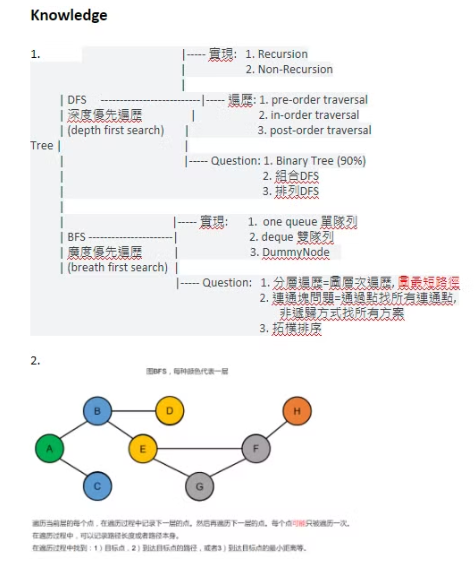 Knowledge
1. |----- 實現: 1. Recursion
| 2. Non-Recursion
|
| DFS --------------------------|----- 遍歷: 1. pre-order traversal
| 深度優先遍歷 | 2. in-order traversal
| (depth first search) | 3. post-order traversal
Tree | |
| |----- Question: 1. Binary Tree (90%)
| 2. 組合DFS
| 3. 排列DFS
|
| |----- 實現: 1. one queue 單隊列
| BFS ----------------------| 2. deque 雙隊列
| 廣度優先遍歷 | 3. DummyNode
| (breath first search) |
|----- Question: 1. 分層遍歷=圖層次遍歷, 圖最短路徑
2. 連通塊問題=通過點找所有連通點,
非遞歸方式找所有方案
3. 拓樸排序
2.
图BFS，每种颜色代表一层
B
D
H
A
E
F
C
G
遍历当前层的每个点，在遍历过程中记录下一层的点。然后再遍历下一层的点。每个点可能只被遍历一次。
在遍历过程中，可以记录路径长度或者路径本身。
在遍历过程中找到：1）目标点，2）到达目标点的路径，或者3）到达目标点的最小距离等。